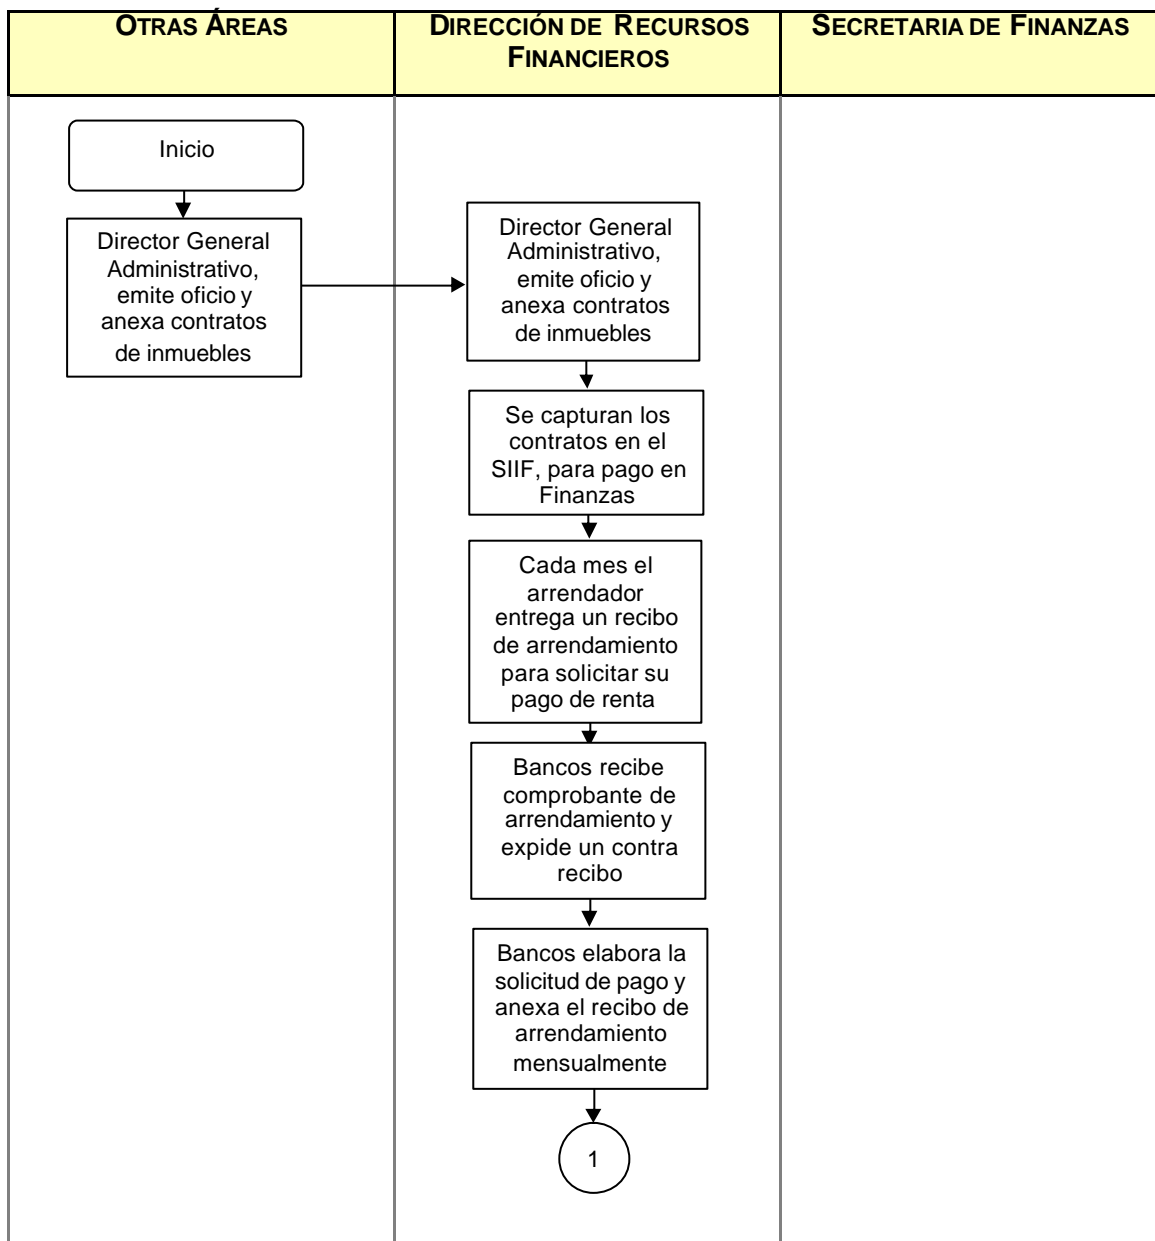 OTRAS ÁREAS
DIRECCIÓN DE RECURSOS
FINANCIEROS
SECRETARIA DE FINANZAS
Inicio
Director General
Administrativo,
emite oficio y
anexa contratos
de inmuebles
Director General
Administrativo,
emite oficio y
anexa contratos
de inmuebles
Se capturan los
contratos en el
SIIF, para pago en
Finanzas
Cada mes el
arrendador
entrega un recibo
de arrendamiento
para solicitar su
pago de renta
Bancos recibe
comprobante de
arrendamiento y
expide un contra
recibo
Bancos elabora la
solicitud de pago y
anexa el recibo de
arrendamiento
mensualmente
1